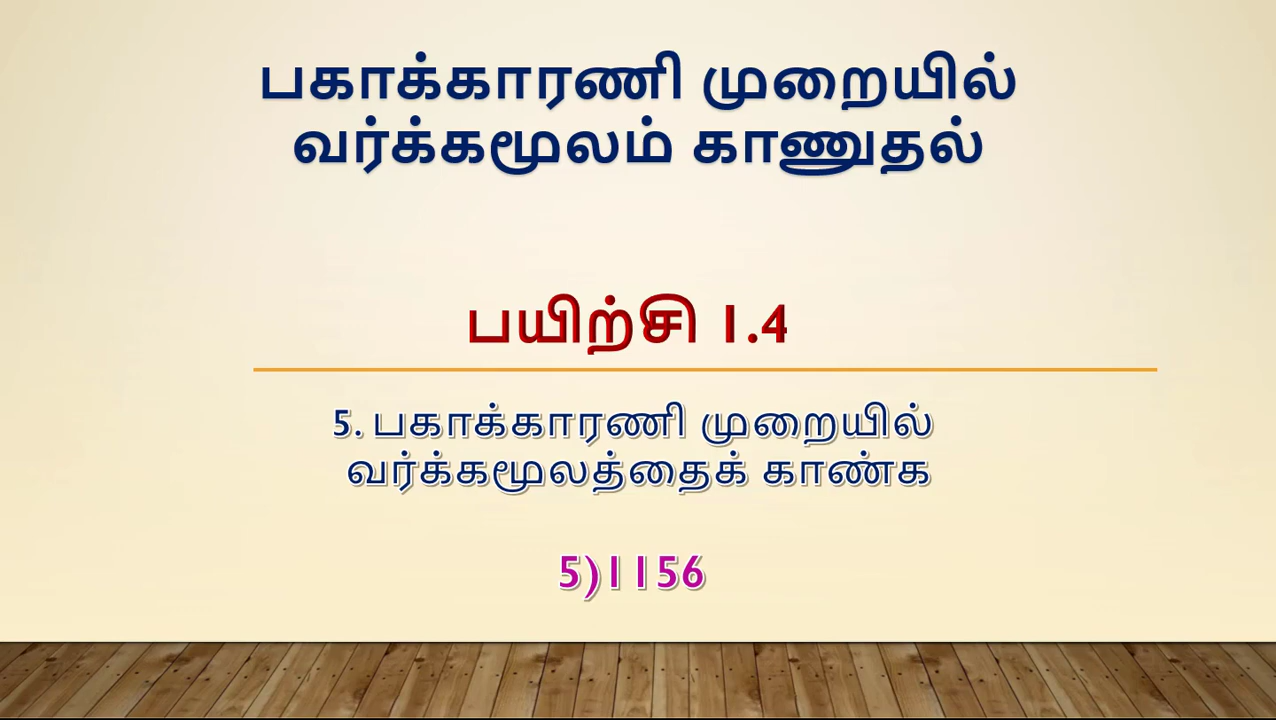 பகாக்காரணி முறையில்
வர்க்கமூலம் காணுதல்
பயிற்சி 1.4
5. பகாக்காரணி முறையில்
வர்க்கமூலத்தைக் காண்க
5)1156